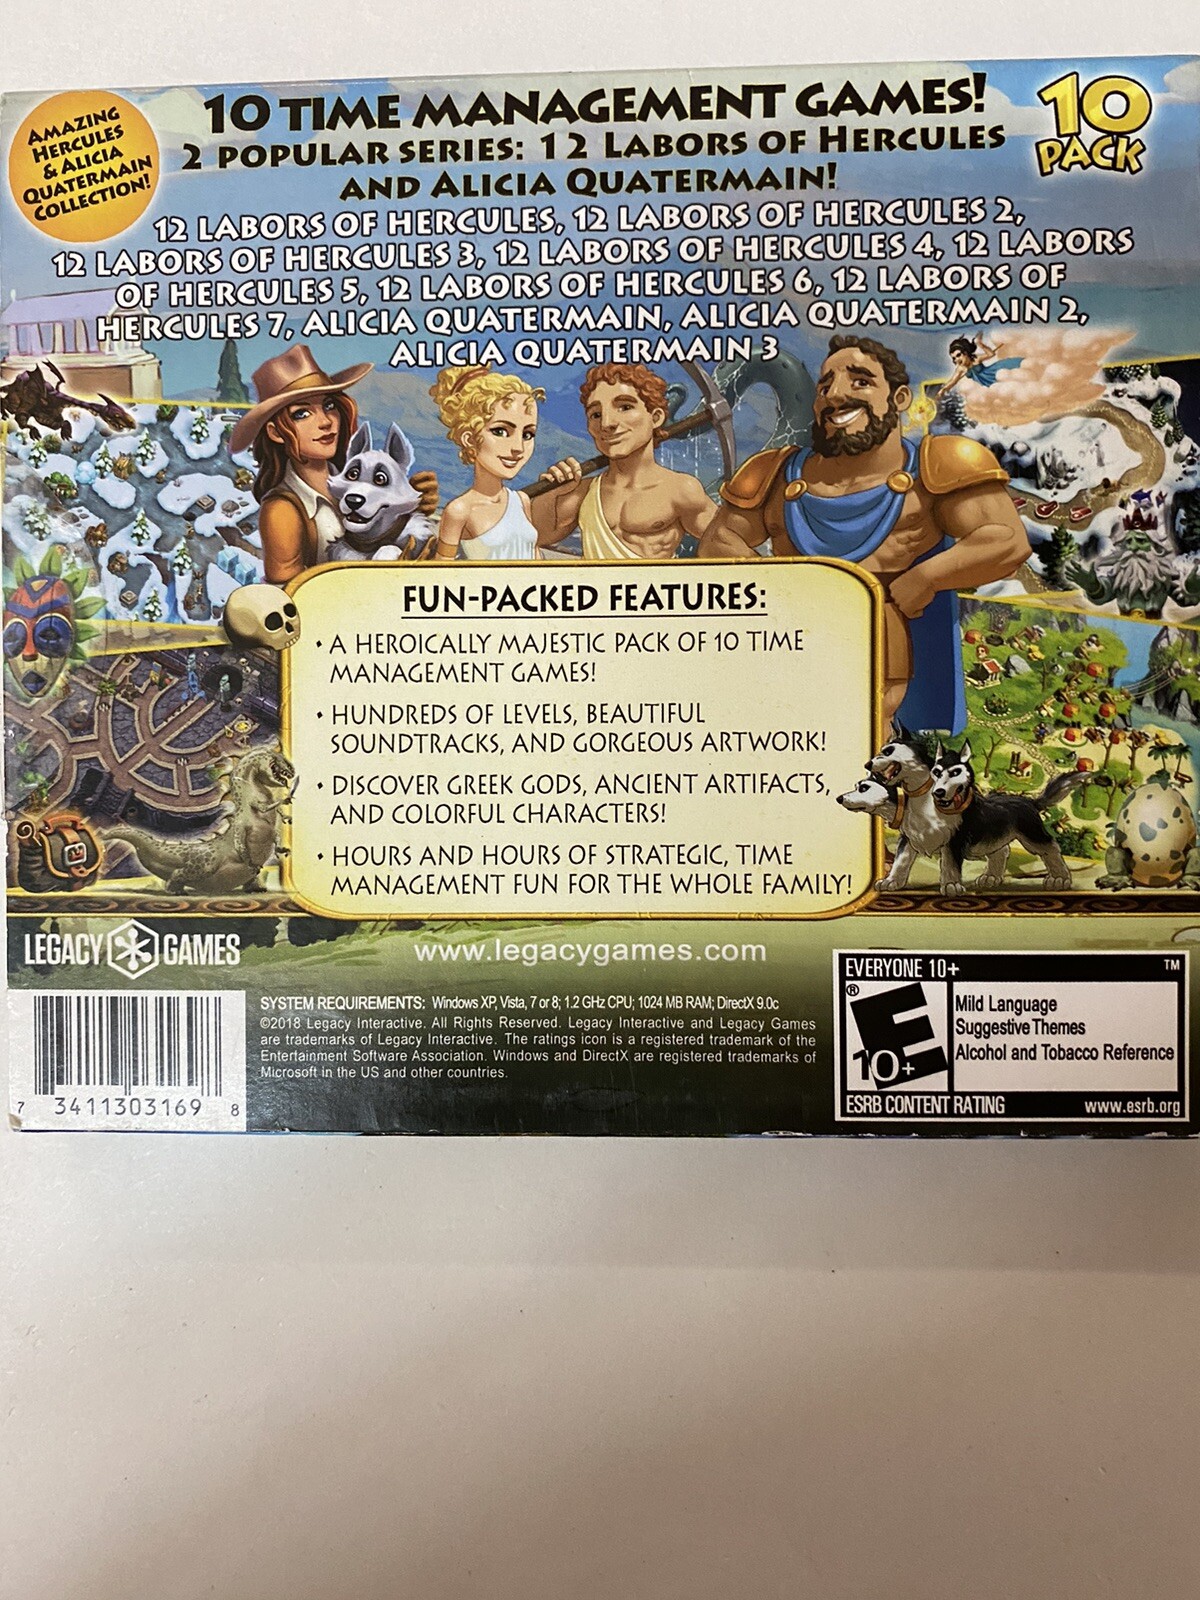 AMAZING
HERCULES
& ALICIA
QUATERMAIN
COLLECTION!
10 TIME MANAGEMENT GAMES!
2 POPULAR SERIES: 12 LABORS OF HERCULES
AND ALICIA QUATERMAIN!
10
PACK
12 LABORS OF HERCULES, 12 LABORS OF HERCULES 2,
12 LABORS OF HERCULES 3, 12 LABORS OF HERCULES 4, 12 LABORS
OF HERCULES 5, 12 LABORS OF HERCULES 6, 12 LABORS OF
HERCULES 7, ALICIA QUATERMAIN, ALICIA QUATERMAIN 2,
ALICIA QUATERMAIN 3
FUN-PACKED FEATURES:
• A HEROICALLY MAJESTIC PACK OF 10 TIME
MANAGEMENT GAMES!
• HUNDREDS OF LEVELS, BEAUTIFUL
SOUNDTRACKS, AND GORGEOUS ARTWORK!
• DISCOVER GREEK GODS, ANCIENT ARTIFACTS,
AND COLORFUL CHARACTERS!
• HOURS AND HOURS OF STRATEGIC, TIME
MANAGEMENT FUN FOR THE WHOLE FAMILY!
LEGACY GAMES
www.legacygames.com
SYSTEM REQUIREMENTS: Windows XP, Vista, 7 or 8; 1.2 GHz CPU; 1024 MB RAM; DirectX 9.0c
©2018 Legacy Interactive. All Rights Reserved. Legacy Interactive and Legacy Games
are trademarks of Legacy Interactive. The ratings icon is a registered trademark of the
Entertainment Software Association. Windows and DirectX are registered trademarks of
Microsoft in the US and other countries.
7 3411303169 8
EVERYONE 10+ ™
®
E
10+
Mild Language
Suggestive Themes
Alcohol and Tobacco Reference
ESRB CONTENT RATING www.esrb.org